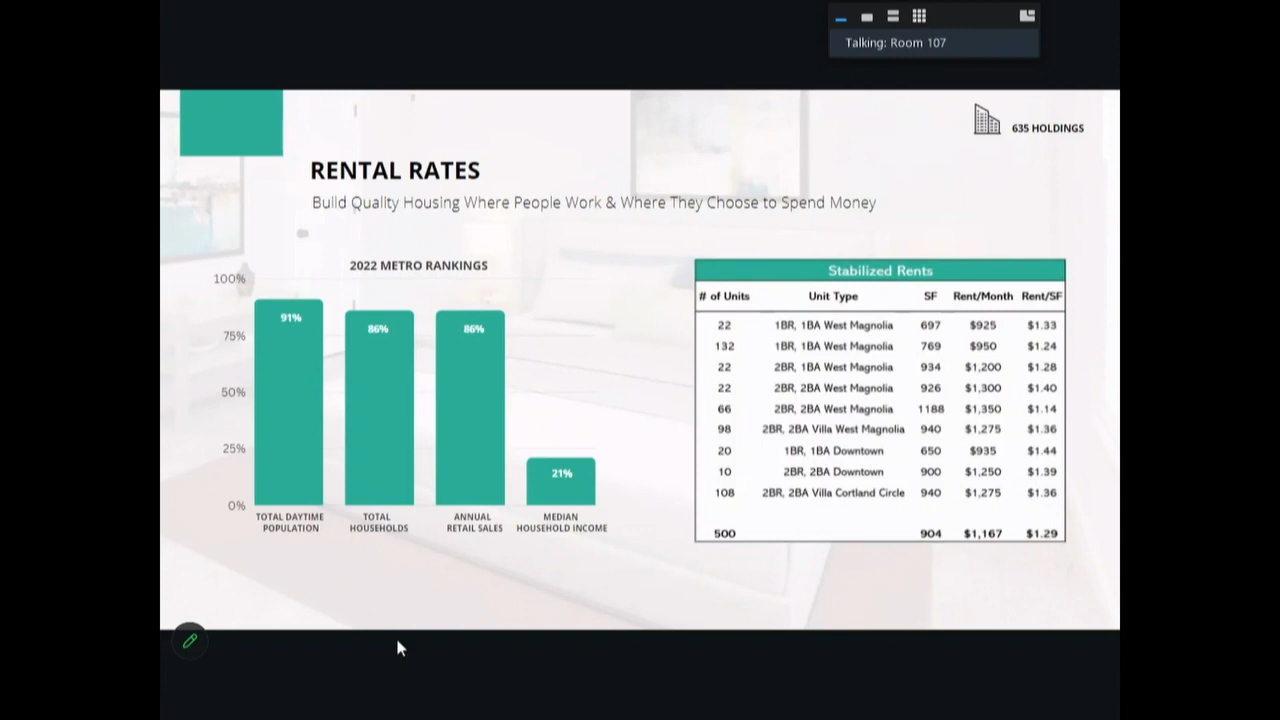 Talking: Room 107
635 HOLDINGS
RENTAL RATES
Build Quality Housing Where People Work & Where They Choose to Spend Money
2022 METRO RANKINGS
100%
75%
50%
25%
0%
91%
86%
86%
21%
TOTAL DAYTIME
POPULATION
TOTAL
HOUSEHOLDS
ANNUAL
RETAIL SALES
MEDIAN
HOUSEHOLD INCOME
Stabilized Rents
# of Units Unit Type SF Rent/Month Rent/SF
22 1BR, 1BA West Magnolia 697 $925 $1.33
132 1BR, 1BA West Magnolia 769 $950 $1.24
22 2BR, 1BA West Magnolia 934 $1,200 $1.28
22 2BR, 2BA West Magnolia 926 $1,300 $1.40
66 2BR, 2BA West Magnolia 1188 $1,350 $1.14
98 2BR, 2BA Villa West Magnolia 940 $1,275 $1.36
20 1BR, 1BA Downtown 650 $935 $1.44
10 2BR, 2BA Downtown 900 $1,250 $1.39
108 2BR, 2BA Villa Cortland Circle 940 $1,275 $1.36
500 904 $1,167 $1.29